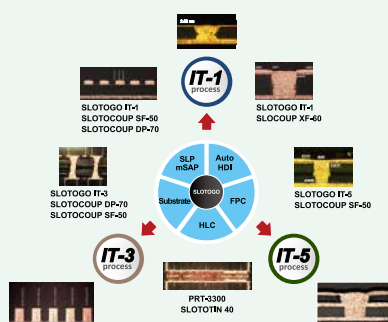 IT-1
process
SLOTOGO IT-1
SLOTOCOUP SF-50
SLOTOCOUP DP-70
SLOTOGO IT-1
SLOCOUP XF-60
SLP
mSAP
Auto
HDI
SLOTOGO
Substrate
FPC
HLC
SLOTOGO IT-3
SLOTOCOUP DP-70
SLOTOCOUP SF-50
SLOTOGO IT-5
SLOTOCOUP SF-50
IT-3
process
IT-5
process
PRT-3300
SLOTOTIN 40